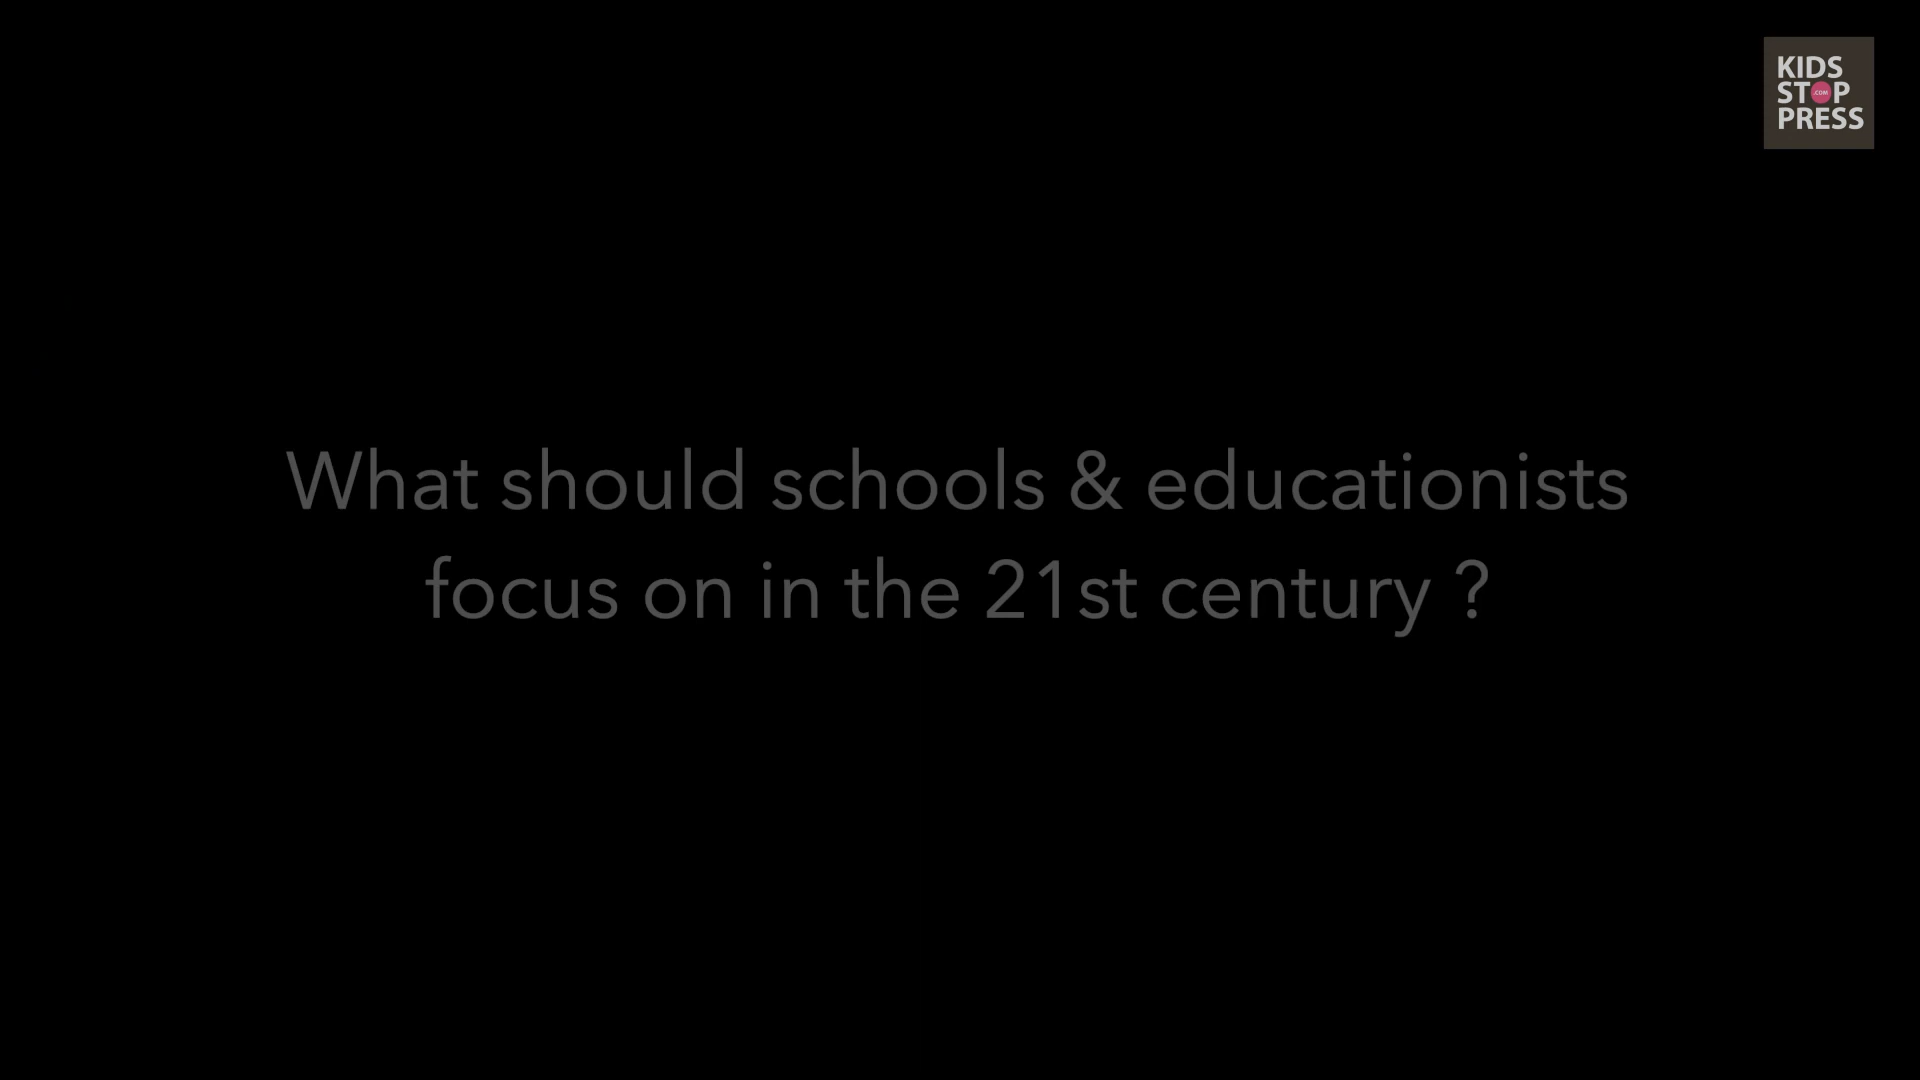 KIDS
STOP
.COM
PRESS
What should schools & educationists
focus on in the 21st century ?